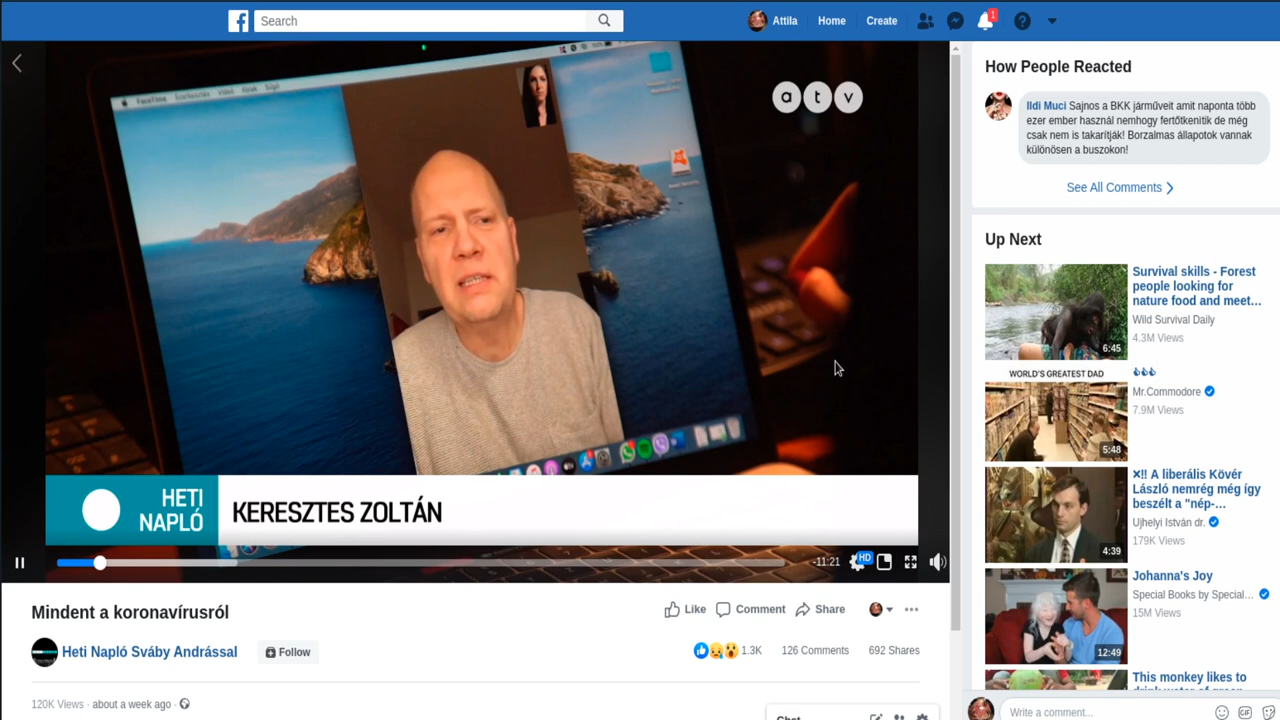 Search
Attila
Home
Create
1
a t v
HETI
NAPLÓ
KERESZTES ZOLTÁN
-11:21
HD
Mindent a koronavírusról
Like
Comment
Share
Heti Napló Sváby Andrással
Follow
1.3K
126 Comments
692 Shares
120K Views · about a week ago ·
How People Reacted
Ildi Muci Sajnos a BKK járműveit amit naponta több
ezer ember használ nemhogy fertőtkenitik de még
csak nem is takarítják! Borzalmas állapotok vannak
különösen a buszokon!
See All Comments
Up Next
6:45
Survival skills - Forest
people looking for
nature food and meet...
Wild Survival Daily
4.3M Views
WORLD'S GREATEST DAD
5:48
Mr.Commodore
7.9M Views
4:39
❌‼️ A liberális Kövér
László nemrég még így
beszélt a "nép-...
Ujhelyi István dr.
179K Views
12:49
Johanna's Joy
Special Books by Special...
15M Views
This monkey likes to
Chat
Write a comment...
GIF